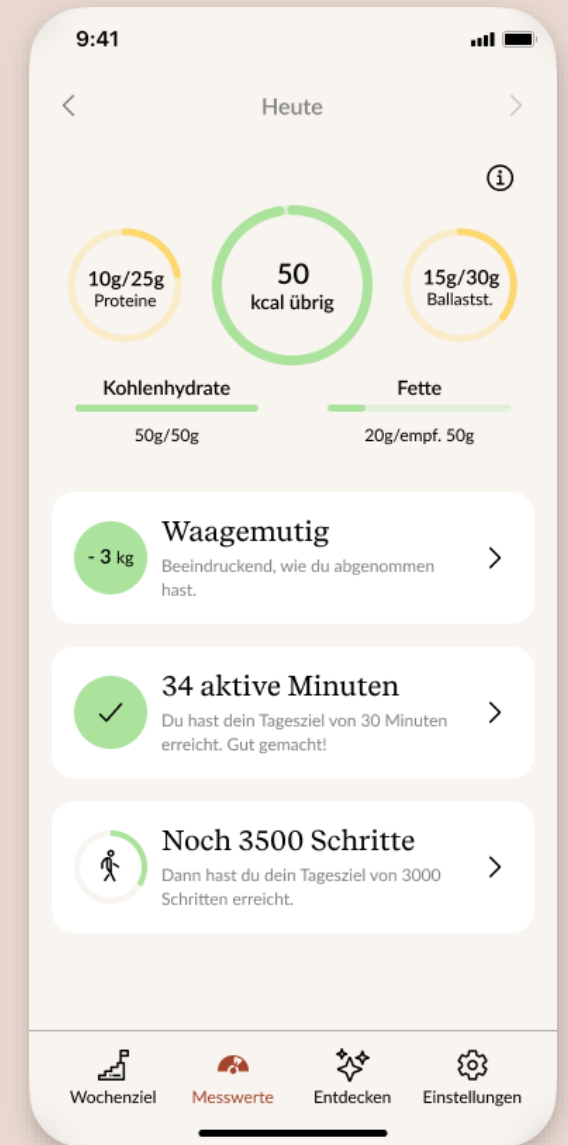 9:41
Heute
10g/25g
Proteine
50
kcal übrig
15g/30g
Ballastst.
Kohlenhydrate
50g/50g
Fette
20g/empf. 50g
- 3 kg
Waagemutig
Beeindruckend, wie du abgenommen
hast.
34 aktive Minuten
Du hast dein Tagesziel von 30 Minuten
erreicht. Gut gemacht!
Noch 3500 Schritte
Dann hast du dein Tagesziel von 3000
Schritten erreicht.
Wochenziel
Messwerte
Entdecken
Einstellungen